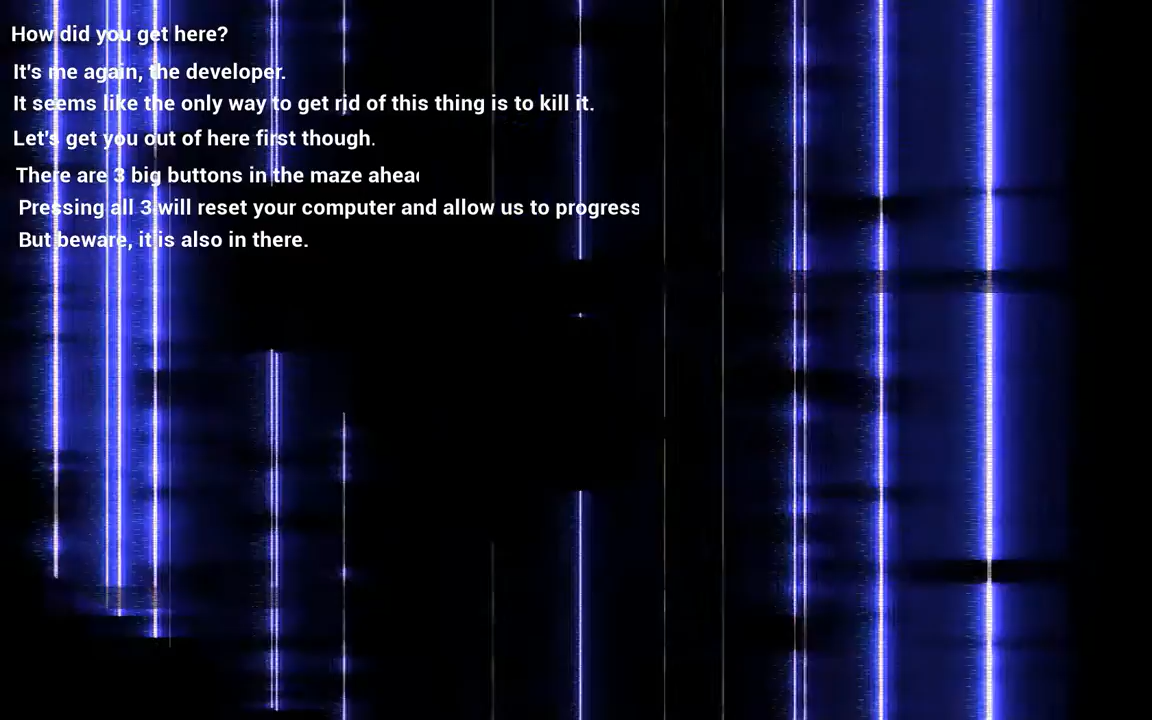 How did you get here?
It's me again, the developer.
It seems like the only way to get rid of this thing is to kill it.
Let's get you out of here first though.
There are 3 big buttons in the maze ahead
Pressing all 3 will reset your computer and allow us to progress
But beware, it is also in there.